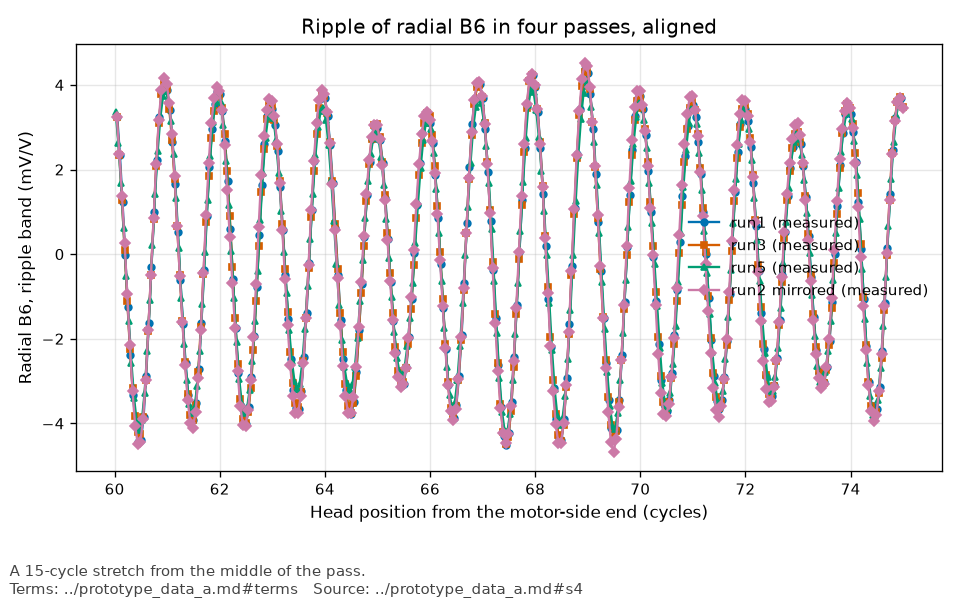 Ripple of radial B6 in four passes, aligned
Radial B6, ripple band (mV/V)
4
2
0
−2
−4
run1 (measured)
run3 (measured)
run5 (measured)
run2 mirrored (measured)
60
62
64
66
68
70
72
74
Head position from the motor-side end (cycles)
A 15-cycle stretch from the middle of the pass.
Terms: ../prototype_data_a.md#terms   Source: ../prototype_data_a.md#s4